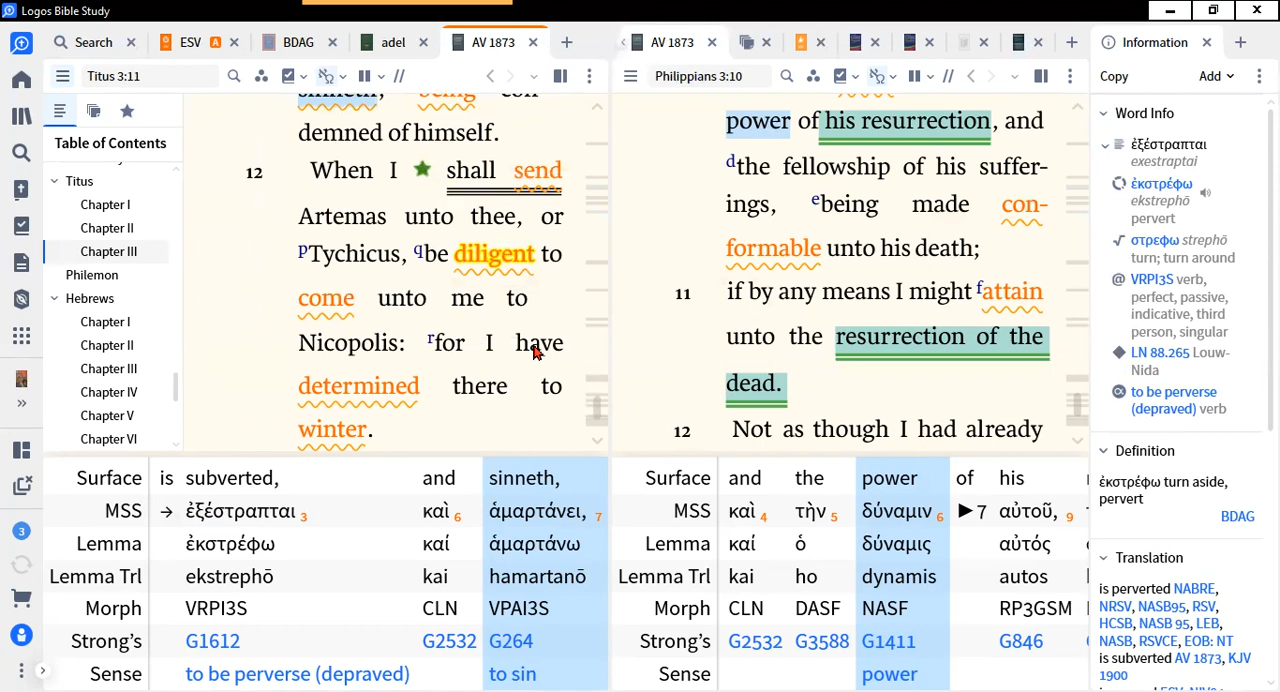 Logos Bible Study
Search
ESV A
BDAG
adel
AV 1873
AV 1873
Information
Titus 3:11
Philippians 3:10
Copy
Add
Table of Contents
Titus
Chapter I
Chapter II
Chapter III
Philemon
Hebrews
Chapter I
Chapter II
Chapter III
Chapter IV
Chapter V
Chapter VI
sinneth, being con-
demned of himself.
12 When I shall send
Artemas unto thee, or
pTychicus, qbe diligent to
come unto me to
Nicopolis: rfor I have
determined there to
winter.
power of his resurrection, and
dthe fellowship of his suffer-
ings, ebeing made con-
formable unto his death;
11 if by any means I might fattain
unto the resurrection of the
dead.
12 Not as though I had already
Word Info
ἐξέστραπται
exestraptai
ἐκστρέφω
ekstrephō
pervert
στρεφω strephō
turn; turn around
@ VRPI3S verb,
perfect, passive,
indicative, third
person, singular
LN 88.265 Louw-
Nida
to be perverse
(depraved) verb
Definition
ἐκστρέφω turn aside,
pervert
BDAG
Translation
is perverted NABRE,
NRSV, NASB95, RSV,
HCSB, NASB 95, LEB,
NASB, RSVCE, EOB: NT
is subverted AV 1873, KJV
1900
Surface is subverted, and sinneth,
MSS → ἐξέστραπται 3 καὶ 6 ἁμαρτάνει, 7
Lemma ἐκστρέφω καί ἁμαρτάνω
Lemma Trl ekstrephō kai hamartanō
Morph VRPI3S CLN VPAI3S
Strong's G1612 G2532 G264
Sense to be perverse (depraved) to sin
Surface and the power of his
MSS καὶ 4 τὴν 5 δύναμιν 6 ▶7 αὐτοῦ, 9
Lemma καί ὁ δύναμις αὐτός
Lemma Trl kai ho dynamis autos
Morph CLN DASF NASF RP3GSM
Strong's G2532 G3588 G1411 G846
Sense power
3